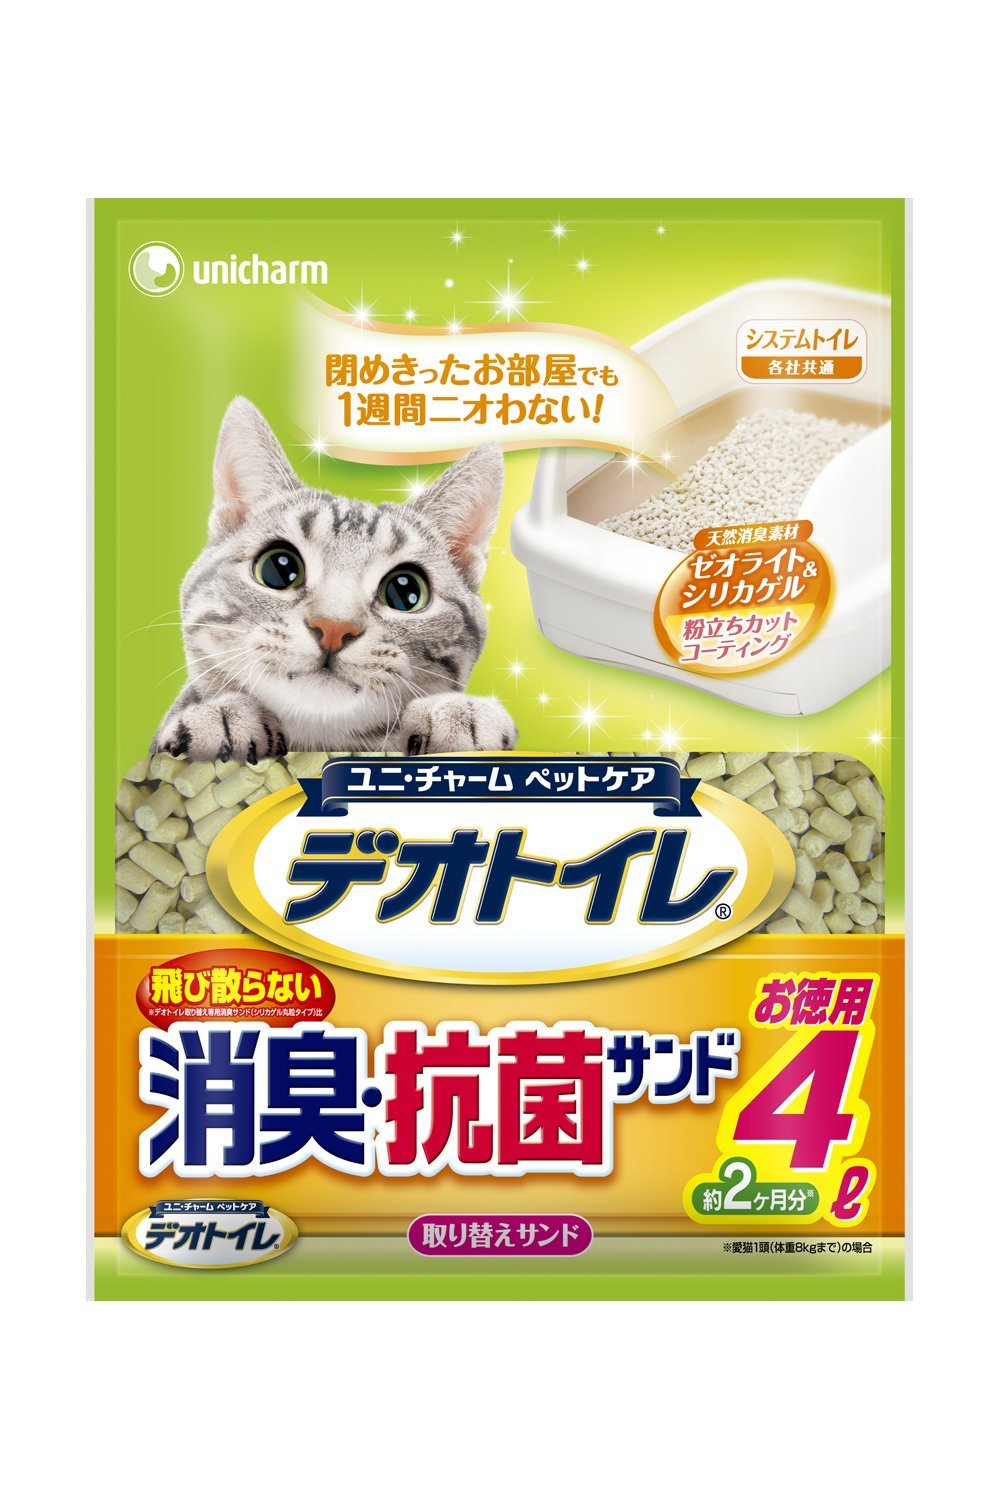 unicharm
閉めきったお部屋でも
1週間ニオわない!
システムトイレ
各社共通
天然消臭素材
ゼオライト&
シリカゲル
粉立ちカット
コーティング
ユニ・チャーム ペットケア
デオトイレ®
飛び散らない
※デオトイレ取り替え専用消臭サンド(シリカゲル丸粒タイプ)比
消臭・抗菌サンド
お徳用
4ℓ
約2ヶ月分※
ユニ・チャーム ペットケア
デオトイレ®
取り替えサンド
※愛猫1頭(体重8kgまで)の場合